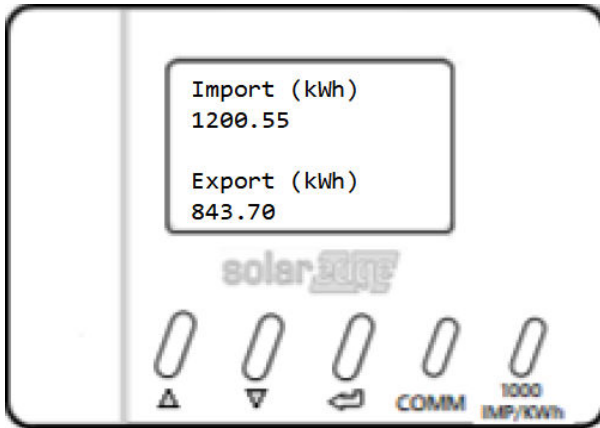 Import (kWh)
1200.55
Export (kWh)
843.70
solaredge
COMM
1000
IMP/KWh